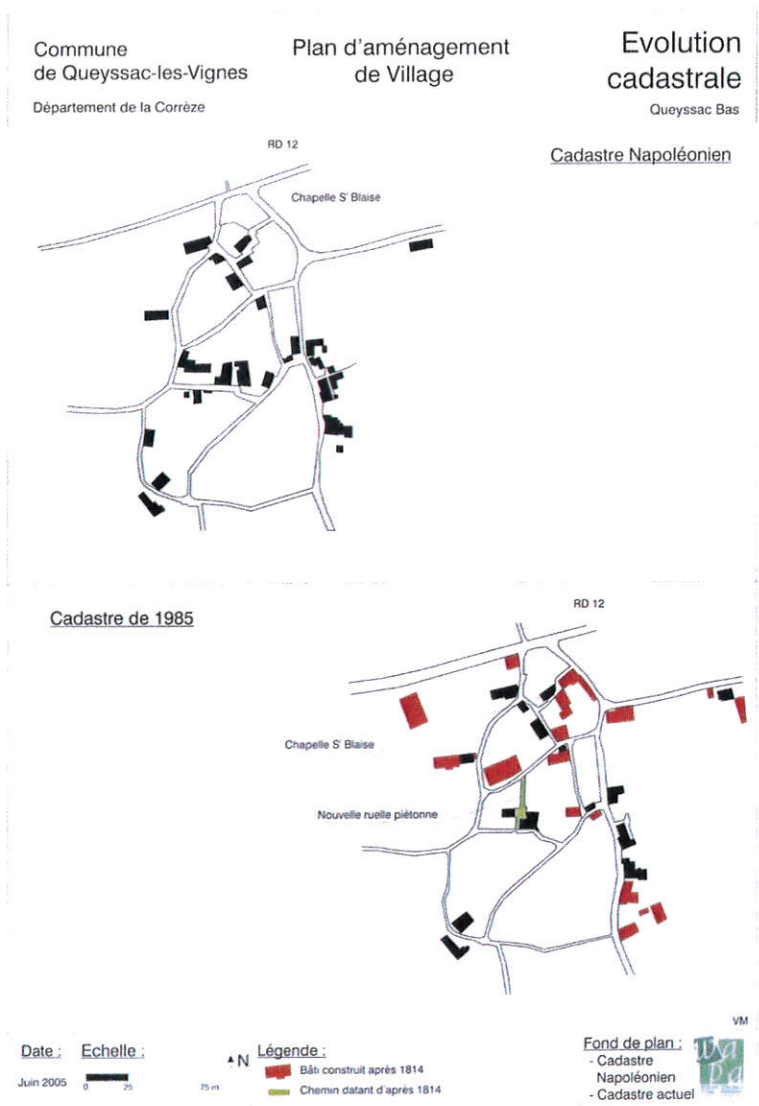 Commune
de Queyssac-les-Vignes
Département de la Corrèze
Plan d'aménagement
de Village
Evolution
cadastrale
Queyssac Bas
Cadastre Napoléonien
RD 12
Chapelle St Blaise
Cadastre de 1985
RD 12
Chapelle St Blaise
Nouvelle ruelle piétonne
VM
Date :
Juin 2005
Echelle :
0 25 75 m
N
Légende :
Bâti construit après 1814
Chemin datant d'après 1814
Fond de plan :
- Cadastre
Napoléonien
- Cadastre actuel